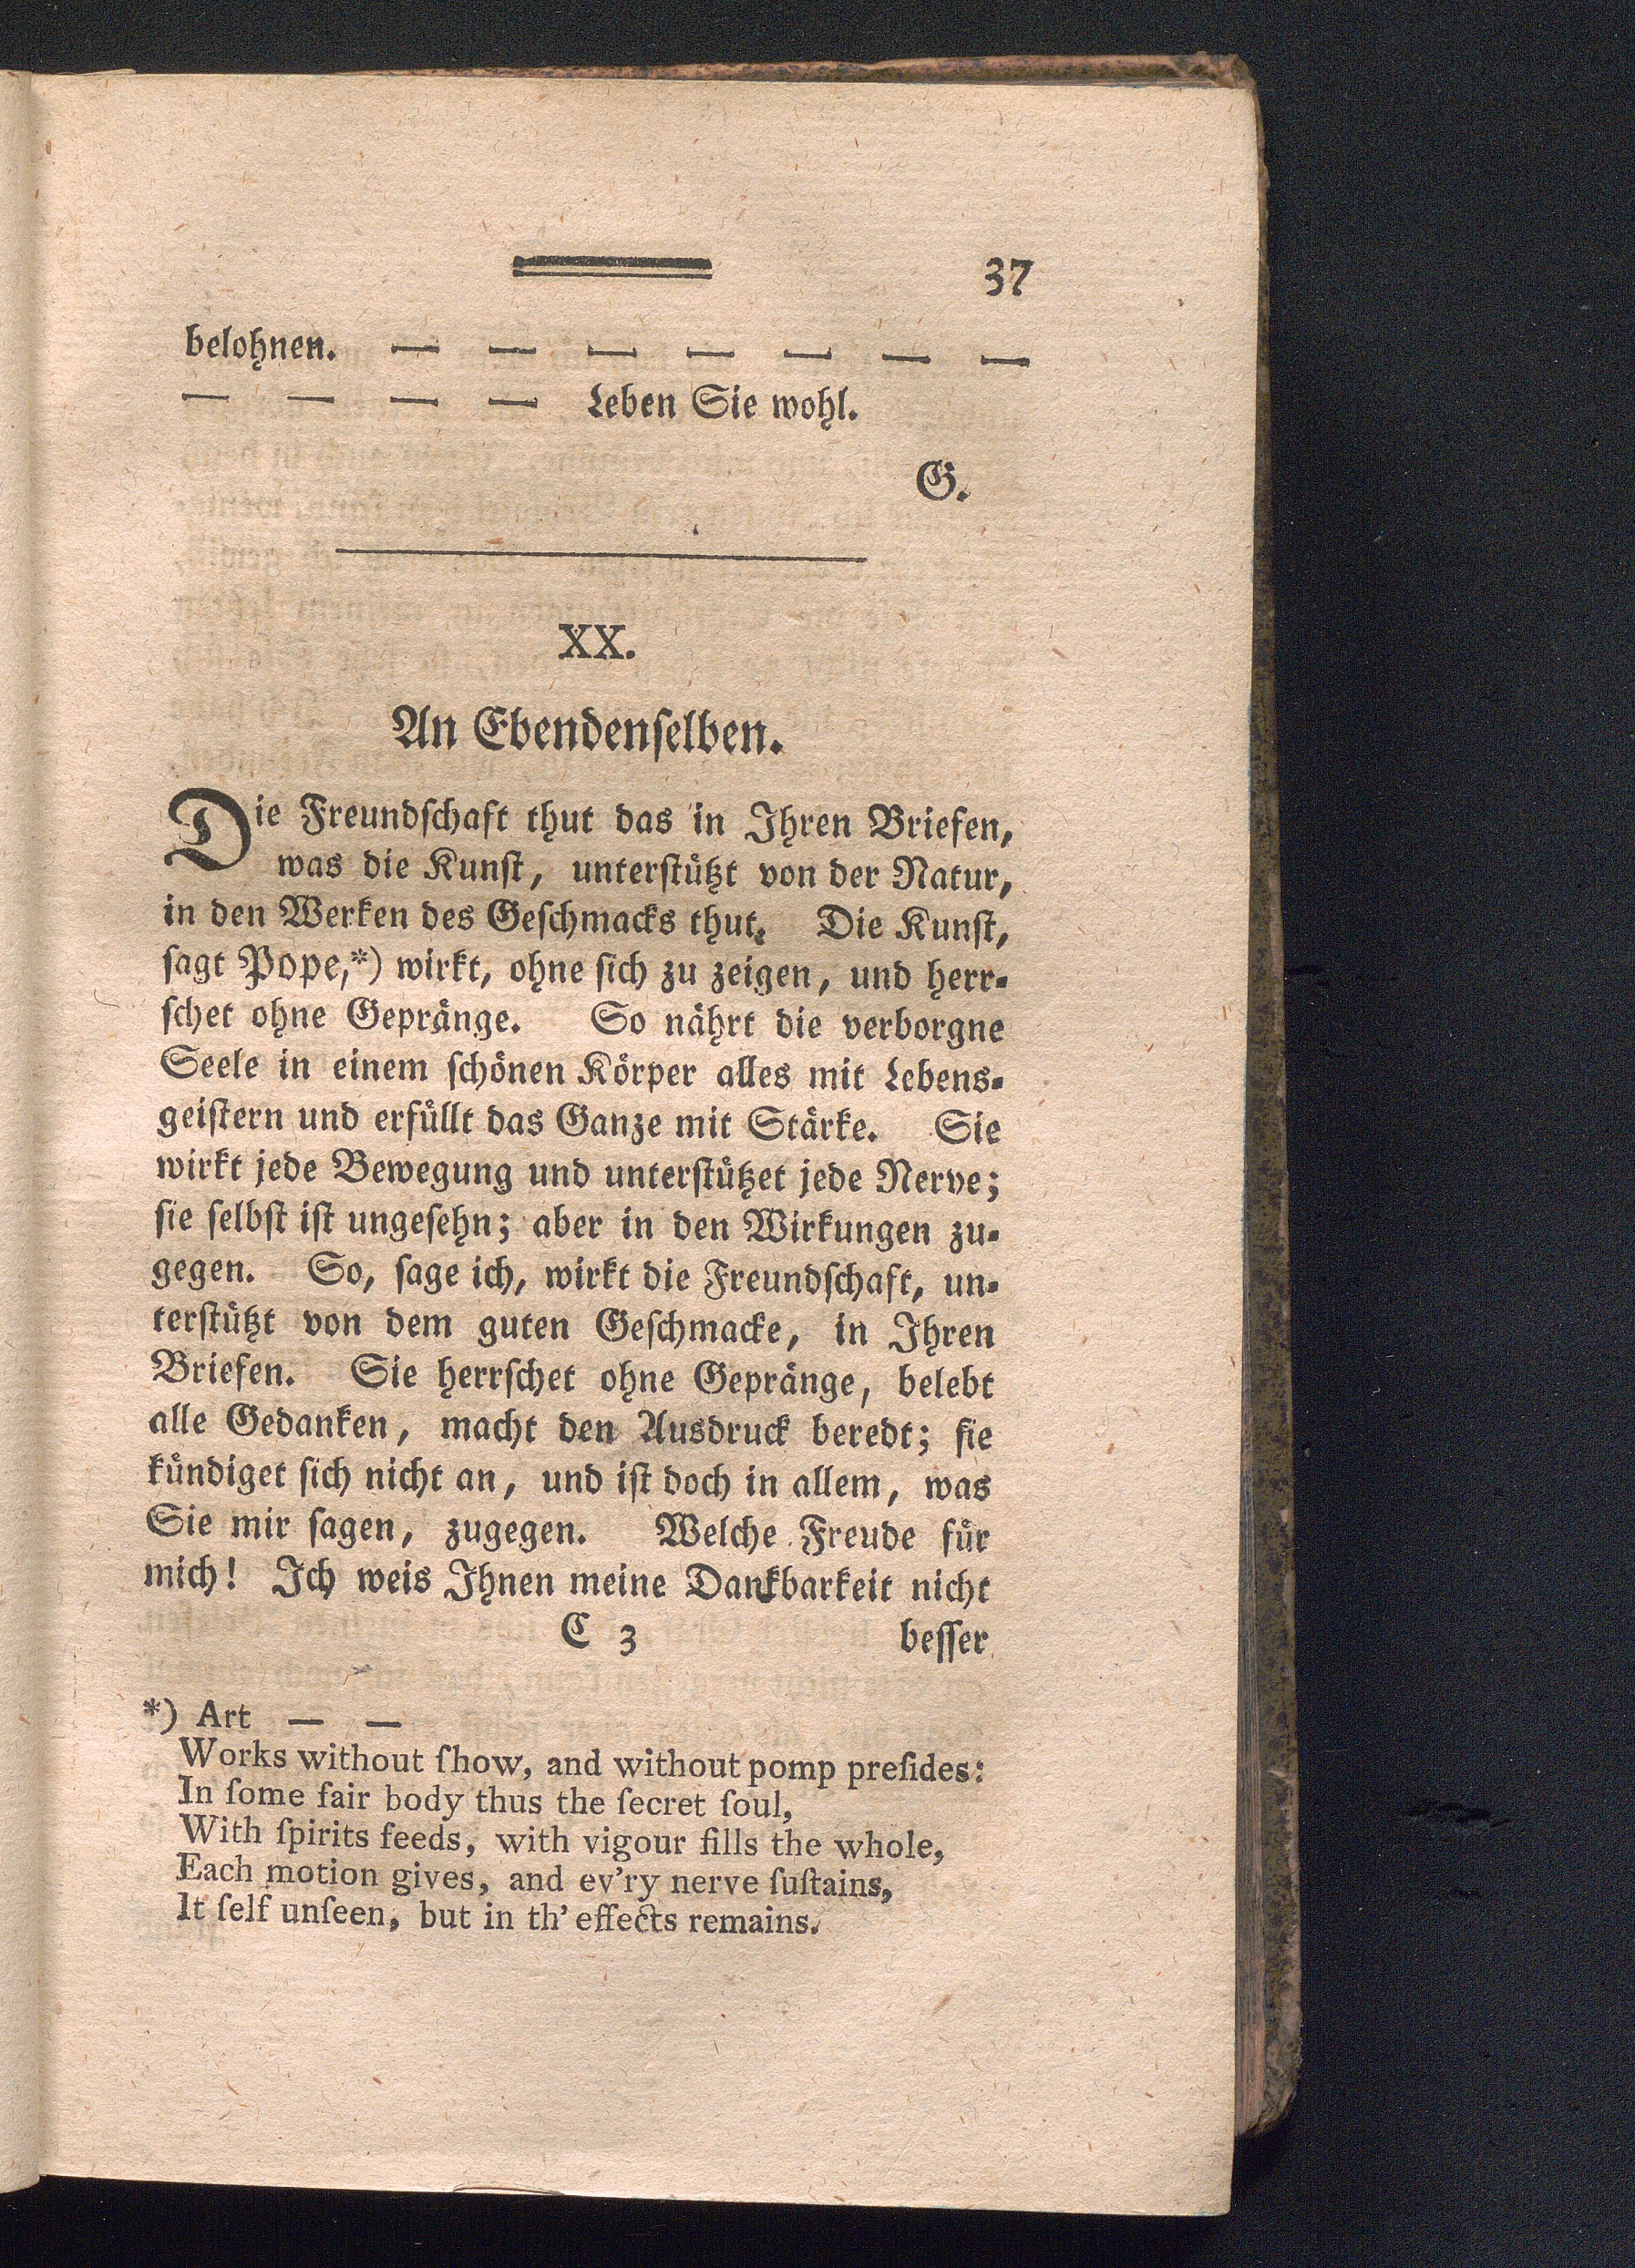 37
belohnen. — — — — — — —
— — — — Leben Sie wohl.
G.
XX.
An Ebendenſelben.
Die Freundſchaft thut das in Ihren Briefen,
was die Kunſt, unterſtützt von der Natur,
in den Werken des Geſchmacks thut. Die Kunſt,
ſagt Pope,*) wirkt, ohne ſich zu zeigen, und herr-
ſchet ohne Gepränge. So nährt die verborgne
Seele in einem ſchönen Körper alles mit Lebens-
geiſtern und erfüllt das Ganze mit Stärke. Sie
wirkt jede Bewegung und unterſtützet jede Nerve;
ſie ſelbſt iſt ungeſehn; aber in den Wirkungen zu-
gegen. So, ſage ich, wirkt die Freundſchaft, un-
terſtützt von dem guten Geſchmacke, in Ihren
Briefen. Sie herrſchet ohne Gepränge, belebt
alle Gedanken, macht den Ausdruck beredt; ſie
kündiget ſich nicht an, und iſt doch in allem, was
Sie mir ſagen, zugegen. Welche Freude für
mich! Ich weis Ihnen meine Dankbarkeit nicht
C 3 beſſer
*) Art — —
Works without ſhow, and without pomp preſides:
In ſome fair body thus the ſecret ſoul,
With ſpirits feeds, with vigour fills the whole,
Each motion gives, and ev'ry nerve ſuſtains,
It ſelf unſeen, but in th' effects remains.